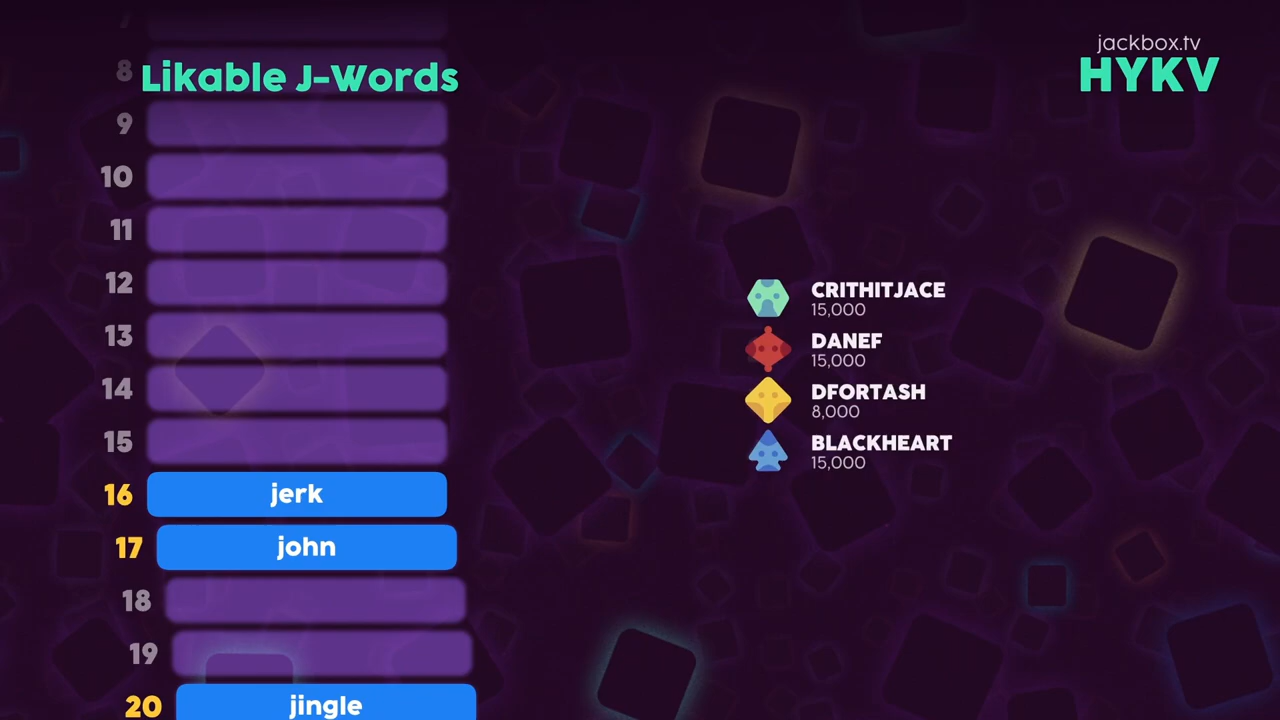 7
8
Likable J-Words
jackbox.tv
HYKV
9
10
11
12
13
14
15
16 jerk
17 john
18
19
20 jingle
CRITHITJACE
15,000
DANEF
15,000
DFORTASH
8,000
BLACKHEART
15,000